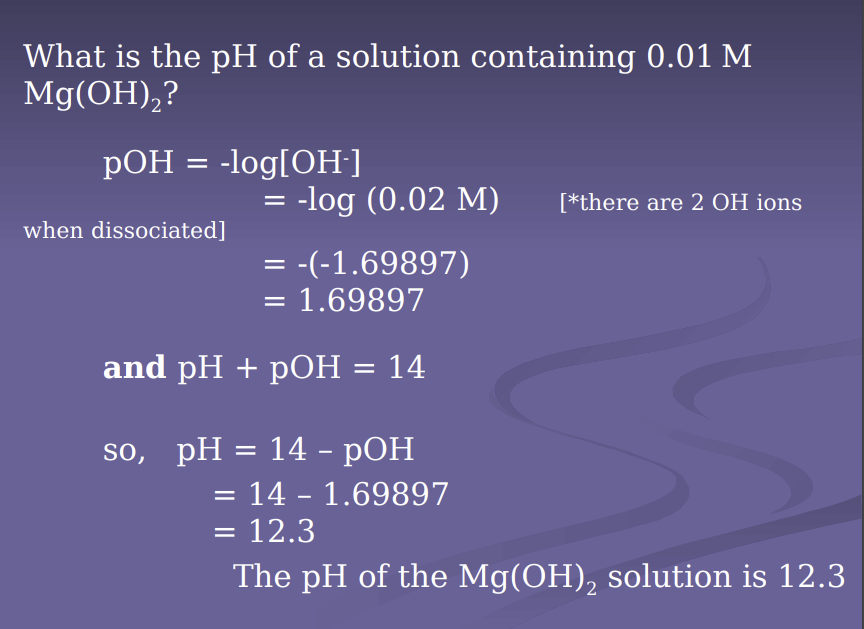 What is the pH of a solution containing 0.01 M
Mg(OH)₂?
pOH = -log[OH⁻]
= -log (0.02 M) [*there are 2 OH ions
when dissociated]
= -(-1.69897)
= 1.69897
and pH + pOH = 14
so, pH = 14 – pOH
= 14 – 1.69897
= 12.3
The pH of the Mg(OH)₂ solution is 12.3